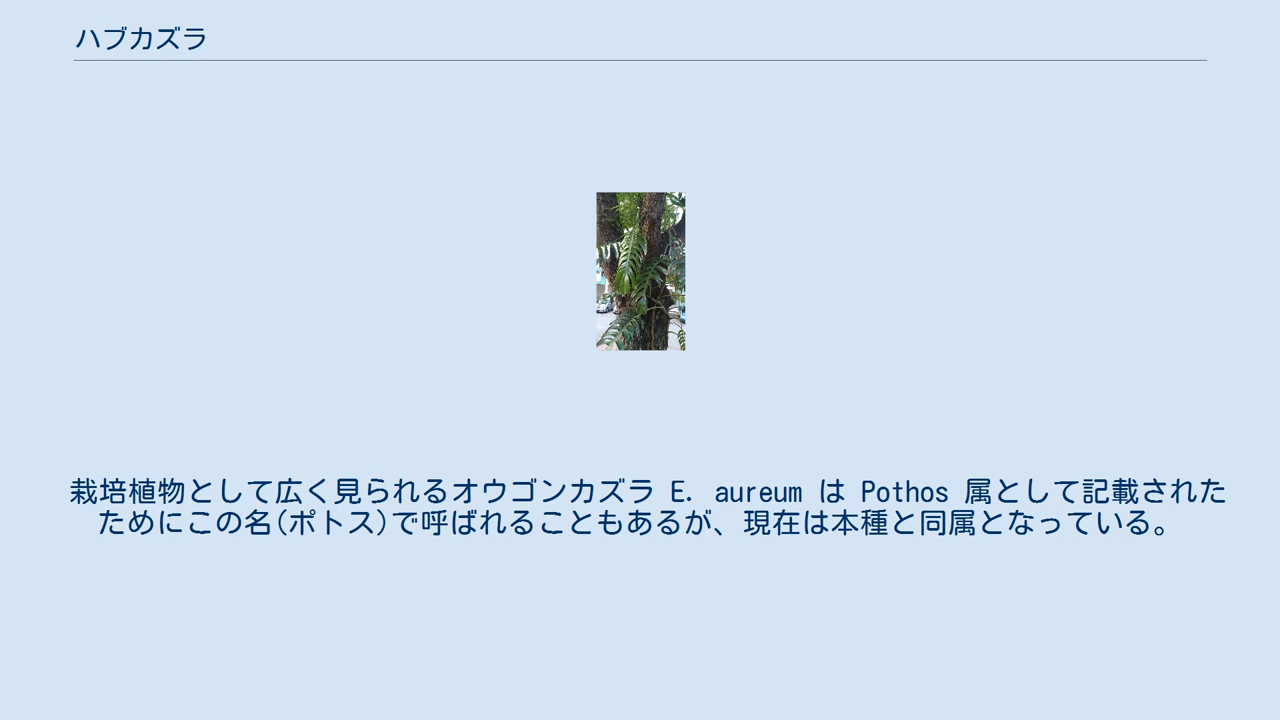 ハブカズラ
栽培植物として広く見られるオウゴンカズラ E. aureum は Pothos 属として記載された
ためにこの名(ポトス)で呼ばれることもあるが、現在は本種と同属となっている。